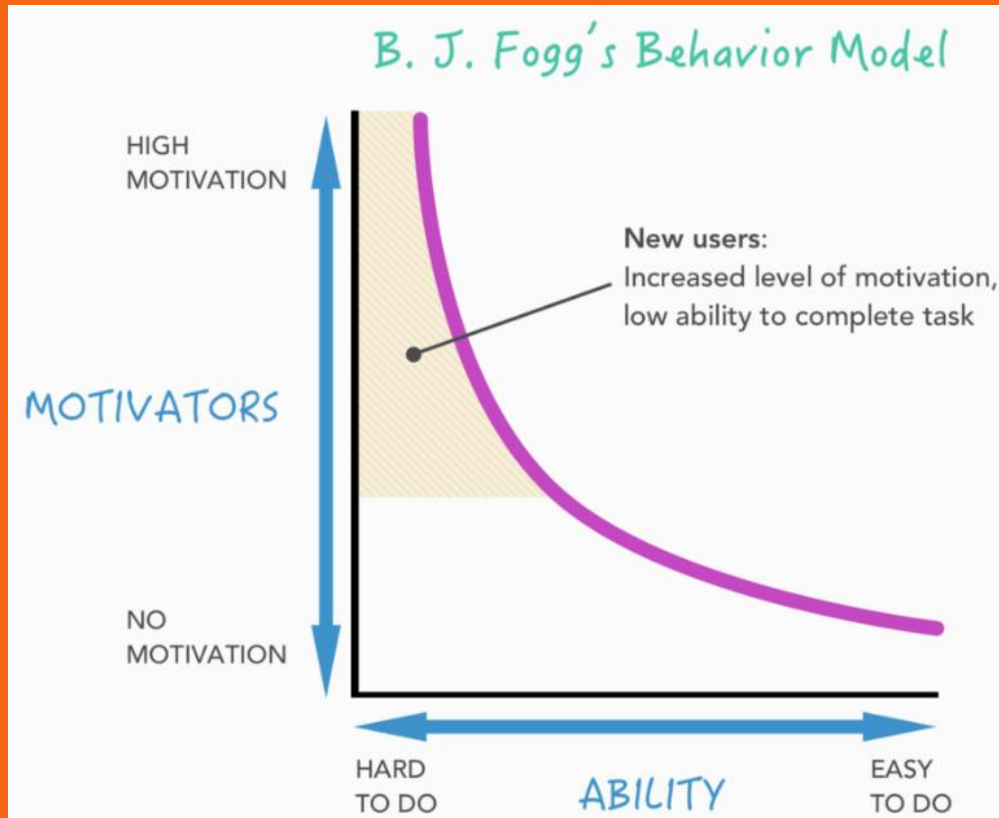 B. J. Fogg's Behavior Model
HIGH
MOTIVATION
New users:
Increased level of motivation,
low ability to complete task
MOTIVATORS
NO
MOTIVATION
HARD
TO DO
ABILITY
EASY
TO DO